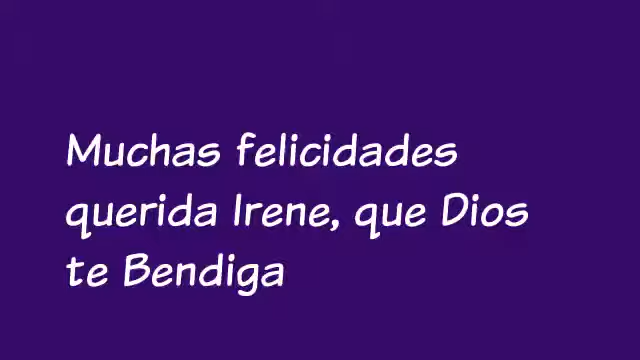 Muchas felicidades
querida Irene, que Dios
te Bendiga